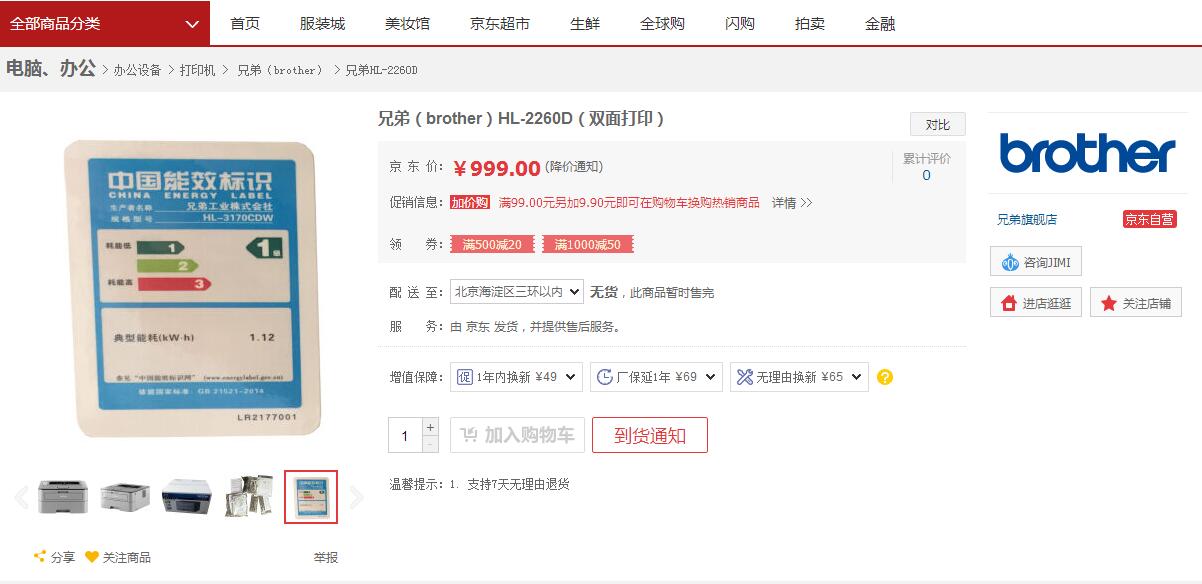 全部商品分类
首页 服装城 美妆馆 京东超市 生鲜 全球购 闪购 拍卖 金融
电脑、办公 > 办公设备 > 打印机 > 兄弟（brother） > 兄弟HL-2260D
中国能效标识
CHINA ENERGY LABEL
生产者名称 兄弟工业株式会社
规格型号 HL-3170CDW
耗能低
1
1级
2
3
耗能高
典型能耗(kW·h) 1.12
参见“中国能效标识网”（www.energylabel.gov.cn）
依据国家标准：GB 21521-2014
LR2177001
分享 关注商品 举报
兄弟（brother）HL-2260D（双面打印）
对比
京东价： ￥999.00 (降价通知)
累计评价
0
促销信息： 加价购 满99.00元另加9.90元即可在购物车换购热销商品 详情 >>
领券： 满500减20 满1000减50
配送至： 北京海淀区三环以内 无货，此商品暂时售完
服务： 由 京东 发货，并提供售后服务。
增值保障： 促 1年内换新 ¥49 厂保延1年 ¥69 无理由换新 ¥65 ?
1 + - 加入购物车 到货通知
温馨提示： 1. 支持7天无理由退货
brother
兄弟旗舰店 京东自营
咨询JIMI
进店逛逛 关注店铺